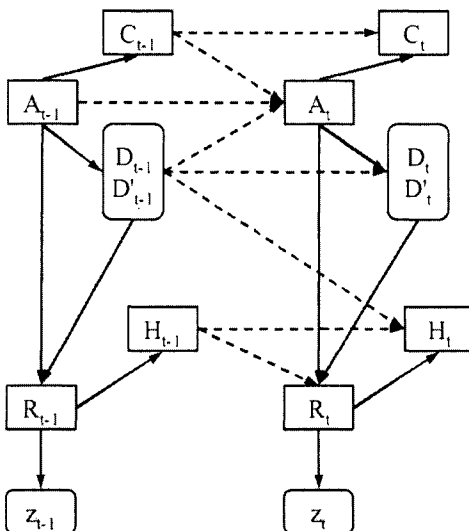 C_{t-1} C_t
A_{t-1} A_t
D_{t-1} D_t
D'_{t-1} D'_t
H_{t-1} H_t
R_{t-1} R_t
z_{t-1} z_t